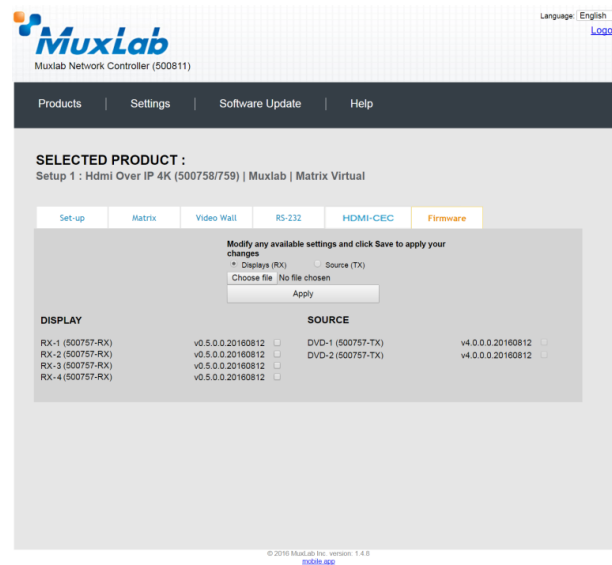 Language: English
Logo
MuxLab
Muxlab Network Controller (500811)
Products | Settings | Software Update | Help
SELECTED PRODUCT :
Setup 1 : Hdmi Over IP 4K (500758/759) | Muxlab | Matrix Virtual
Set-up Matrix Video Wall RS-232 HDMI-CEC Firmware
Modify any available settings and click Save to apply your
changes
Displays (RX) Source (TX)
Choose file No file chosen
Apply
DISPLAY SOURCE
RX-1 (500757-RX) v0.5.0.0.20160812 DVD-1 (500757-TX) v4.0.0.0.20160812
RX-2 (500757-RX) v0.5.0.0.20160812 DVD-2 (500757-TX) v4.0.0.0.20160812
RX-3 (500757-RX) v0.5.0.0.20160812
RX-4 (500757-RX) v0.5.0.0.20160812
© 2016 MuxLab Inc. version: 1.4.8
mobile app